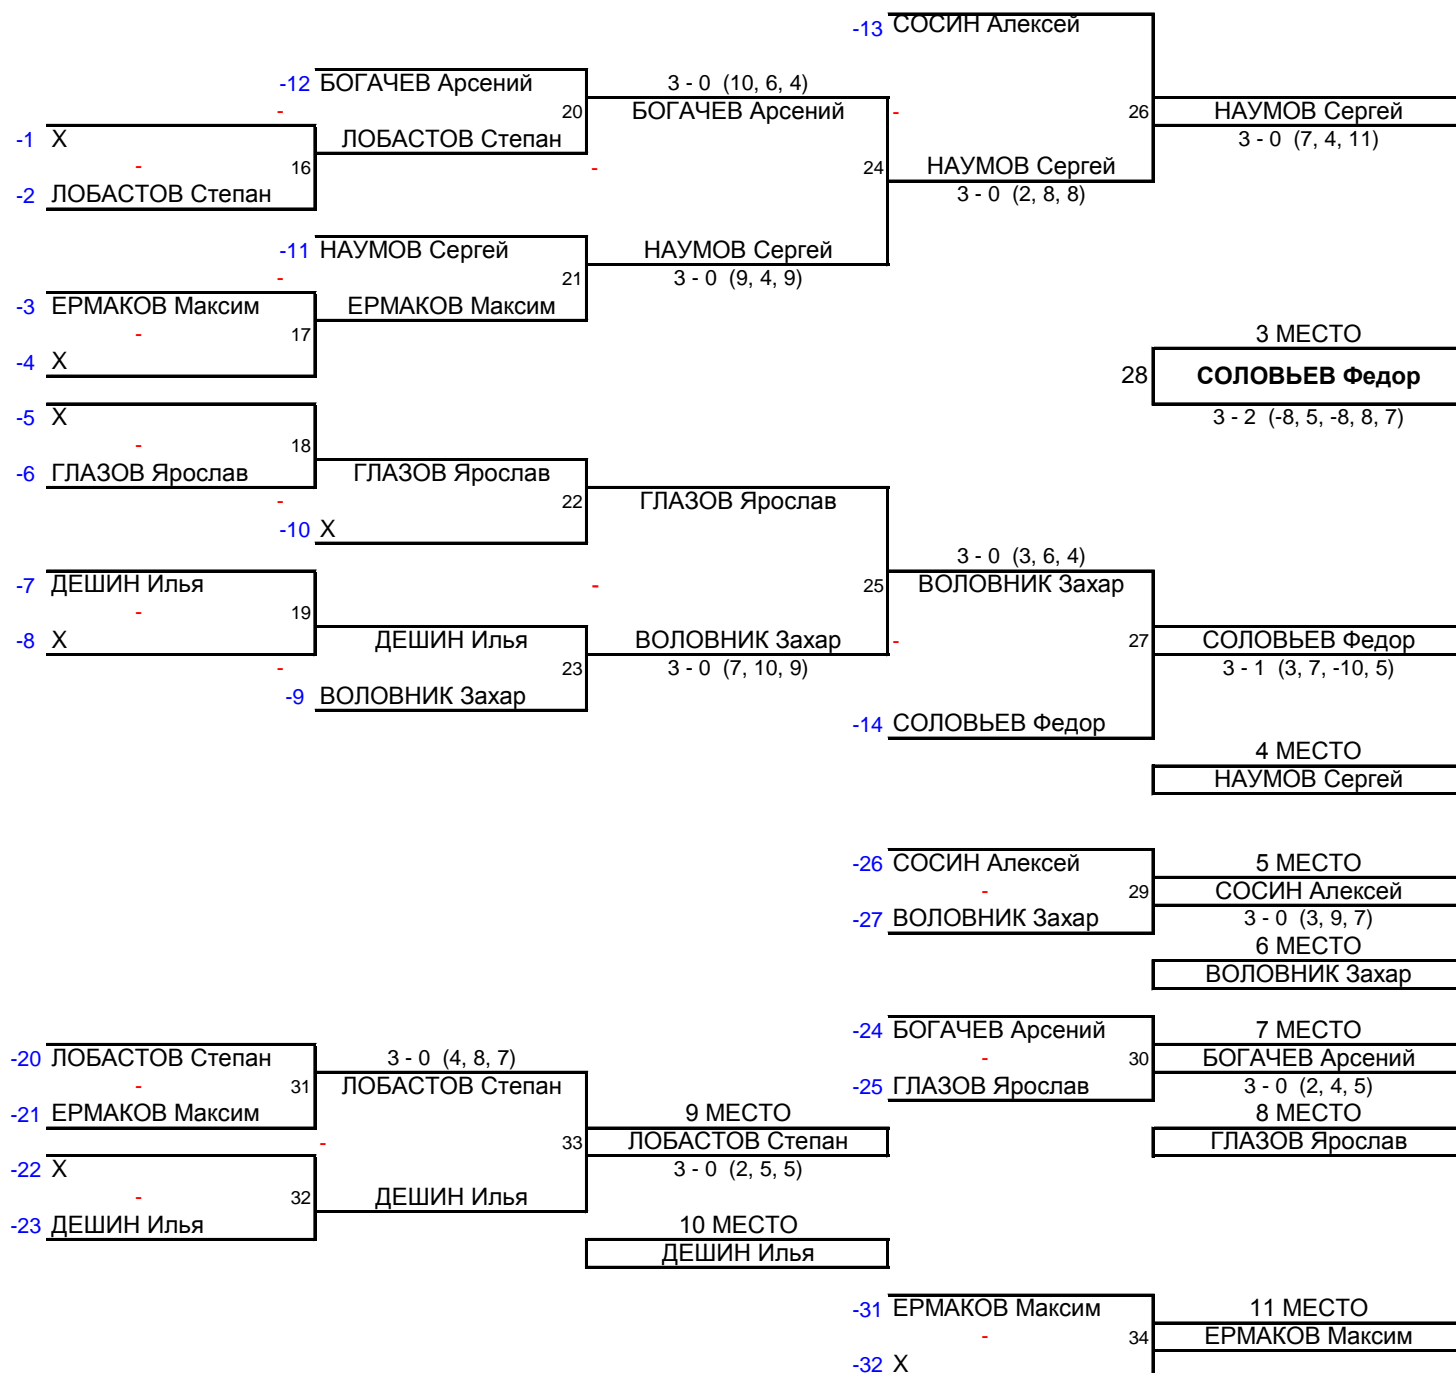 -13 СОСИН Алексей
-12 БОГАЧЕВ Арсений 3 - 0 (10, 6, 4)
- 20 БОГАЧЕВ Арсений - 26 НАУМОВ Сергей
-1 X ЛОБАСТОВ Степан 3 - 0 (7, 4, 11)
- 16 - 24 НАУМОВ Сергей
-2 ЛОБАСТОВ Степан 3 - 0 (2, 8, 8)
-11 НАУМОВ Сергей НАУМОВ Сергей
- 21 3 - 0 (9, 4, 9)
-3 ЕРМАКОВ Максим ЕРМАКОВ Максим
- 17 3 МЕСТО
-4 X
28 СОЛОВЬЕВ Федор
-5 X 3 - 2 (-8, 5, -8, 8, 7)
- 18
-6 ГЛАЗОВ Ярослав ГЛАЗОВ Ярослав
- 22 ГЛАЗОВ Ярослав
-10 X
3 - 0 (3, 6, 4)
-7 ДЕШИН Илья - 25 ВОЛОВНИК Захар
- 19
-8 X ДЕШИН Илья ВОЛОВНИК Захар - 27 СОЛОВЬЕВ Федор
- 23 3 - 0 (7, 10, 9) 3 - 1 (3, 7, -10, 5)
-9 ВОЛОВНИК Захар
-14 СОЛОВЬЕВ Федор
4 МЕСТО
НАУМОВ Сергей
-26 СОСИН Алексей 5 МЕСТО
- 29 СОСИН Алексей
-27 ВОЛОВНИК Захар 3 - 0 (3, 9, 7)
6 МЕСТО
ВОЛОВНИК Захар
-24 БОГАЧЕВ Арсений 7 МЕСТО
-20 ЛОБАСТОВ Степан 3 - 0 (4, 8, 7) - 30 БОГАЧЕВ Арсений
- 31 ЛОБАСТОВ Степан -25 ГЛАЗОВ Ярослав 3 - 0 (2, 4, 5)
-21 ЕРМАКОВ Максим 9 МЕСТО 8 МЕСТО
- 33 ЛОБАСТОВ Степан ГЛАЗОВ Ярослав
-22 X 3 - 0 (2, 5, 5)
- 32 ДЕШИН Илья
-23 ДЕШИН Илья 10 МЕСТО
ДЕШИН Илья
-31 ЕРМАКОВ Максим 11 МЕСТО
- 34 ЕРМАКОВ Максим
-32 X